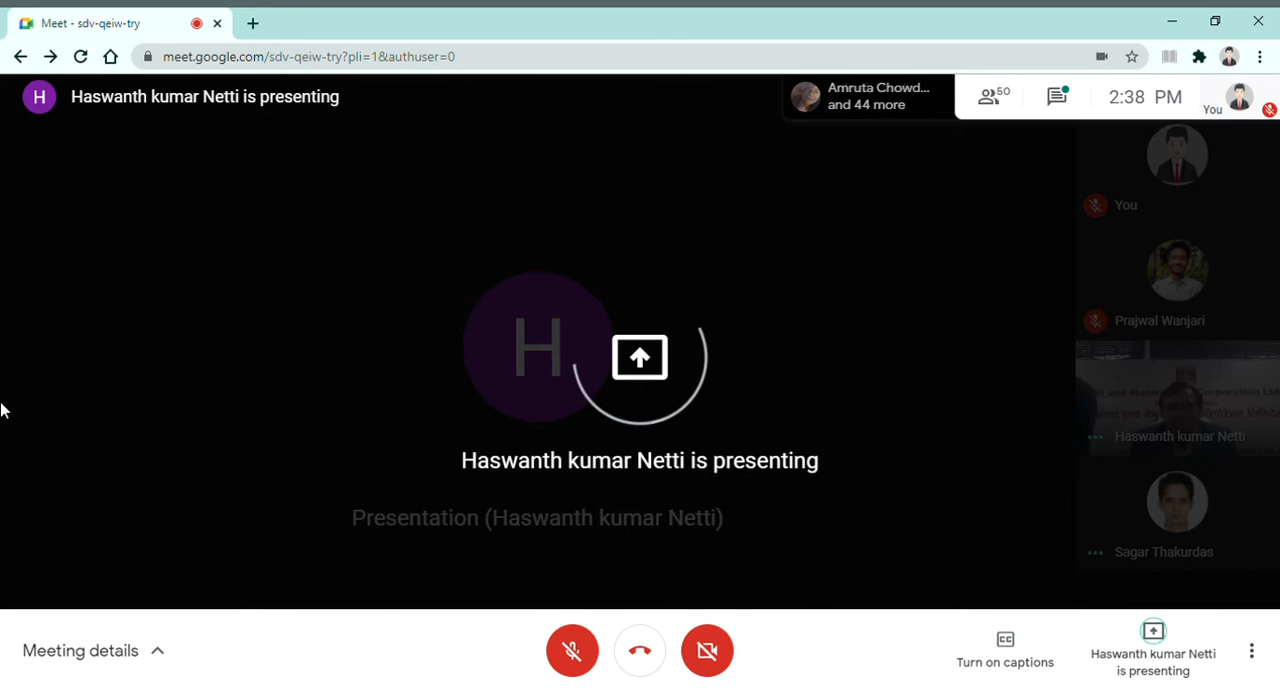 Meet - sdv-qeiw-try
meet.google.com/sdv-qeiw-try?pli=1&authuser=0
H
Haswanth kumar Netti is presenting
Amruta Chowd...
and 44 more
50
2:38 PM
You
You
Prajwal Wanjari
Corporation
Haswanth kumar Netti
Sagar Thakurdas
H
Haswanth kumar Netti is presenting
Presentation (Haswanth kumar Netti)
Meeting details
CC
Turn on captions
Haswanth kumar Netti
is presenting